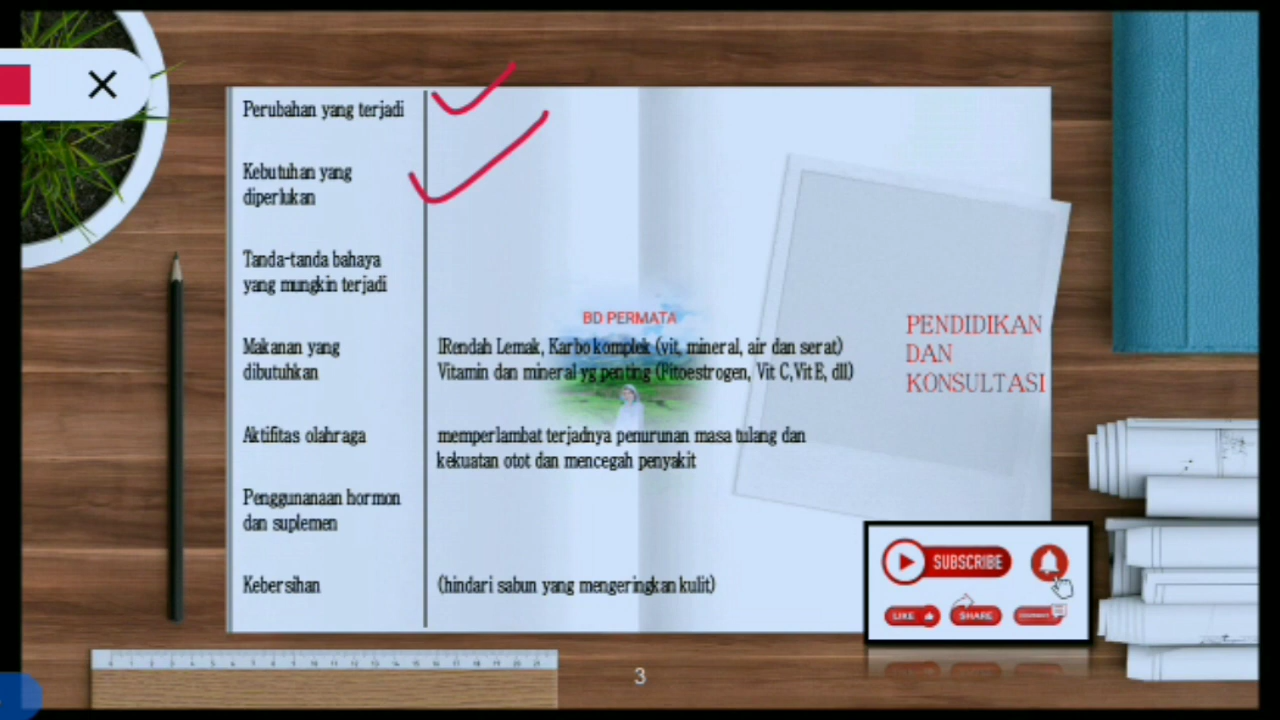 Perubahan yang terjadi
Kebutuhan yang
diperlukan
Tanda-tanda bahaya
yang mungkin terjadi
BD PERMATA
Makanan yang
dibutuhkan
lRendah Lemak, Karbo komplek (vit, mineral, air dan serat)
Vitamin dan mineral yg penting (Fitoestrogen, Vit C,Vit E, dll)
PENDIDIKAN
DAN
KONSULTASI
Aktifitas olahraga
memperlambat terjadnya penurunan masa tulang dan
kekuatan otot dan mencegah penyakit
Penggunanaan hormon
dan suplemen
Kebersihan
(hindari sabun yang mengeringkan kulit)
SUBSCRIBE
LIKE
SHARE
3